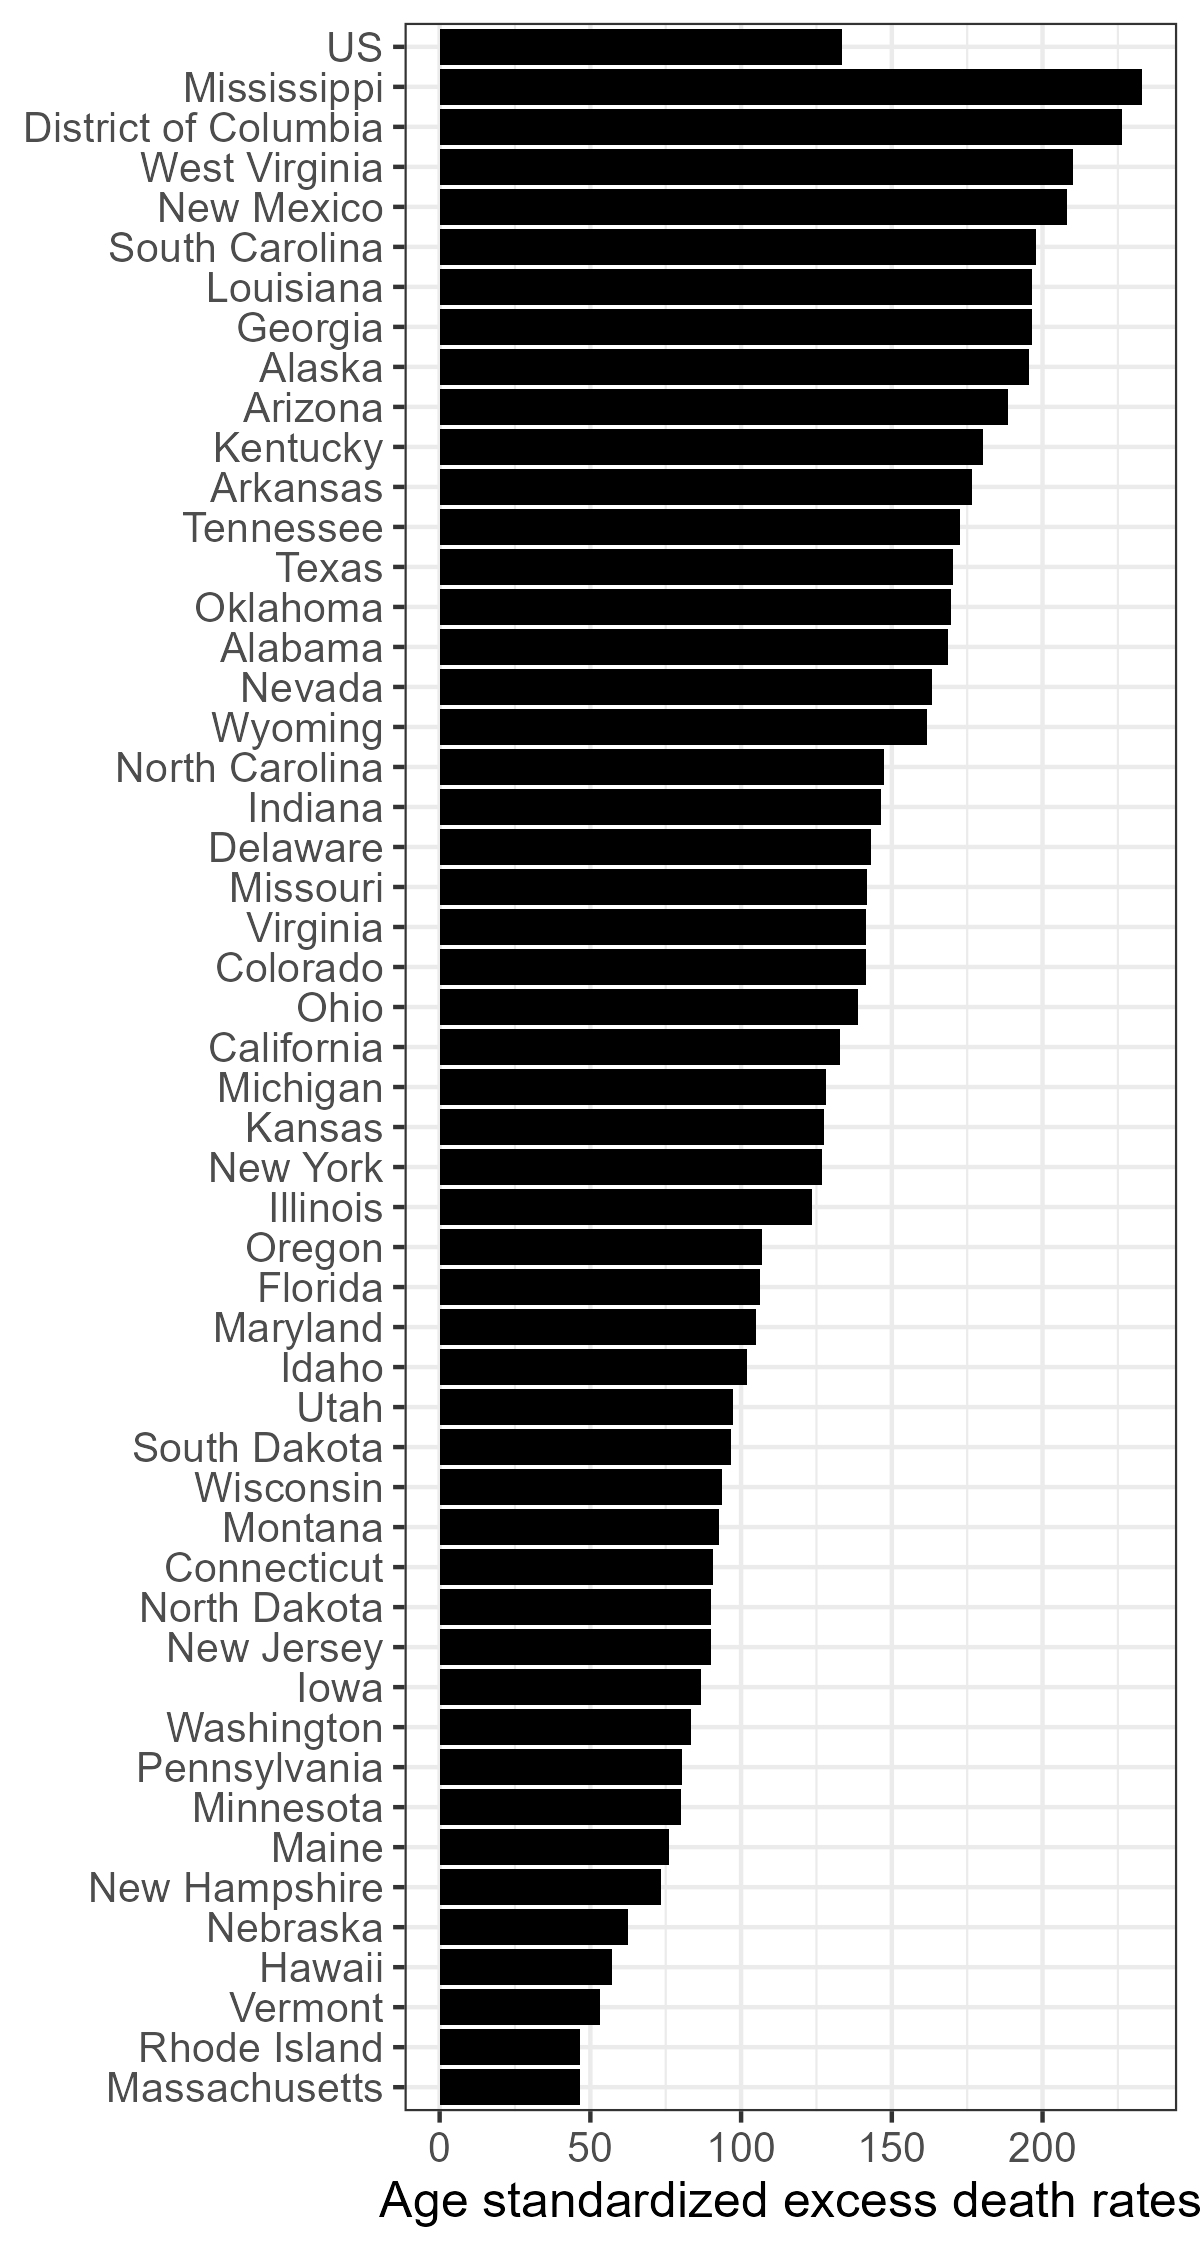 US
Mississippi
District of Columbia
West Virginia
New Mexico
South Carolina
Louisiana
Georgia
Alaska
Arizona
Kentucky
Arkansas
Tennessee
Texas
Oklahoma
Alabama
Nevada
Wyoming
North Carolina
Indiana
Delaware
Missouri
Virginia
Colorado
Ohio
California
Michigan
Kansas
New York
Illinois
Oregon
Florida
Maryland
Idaho
Utah
South Dakota
Wisconsin
Montana
Connecticut
North Dakota
New Jersey
Iowa
Washington
Pennsylvania
Minnesota
Maine
New Hampshire
Nebraska
Hawaii
Vermont
Rhode Island
Massachusetts
0 50 100 150 200
Age standardized excess death rates